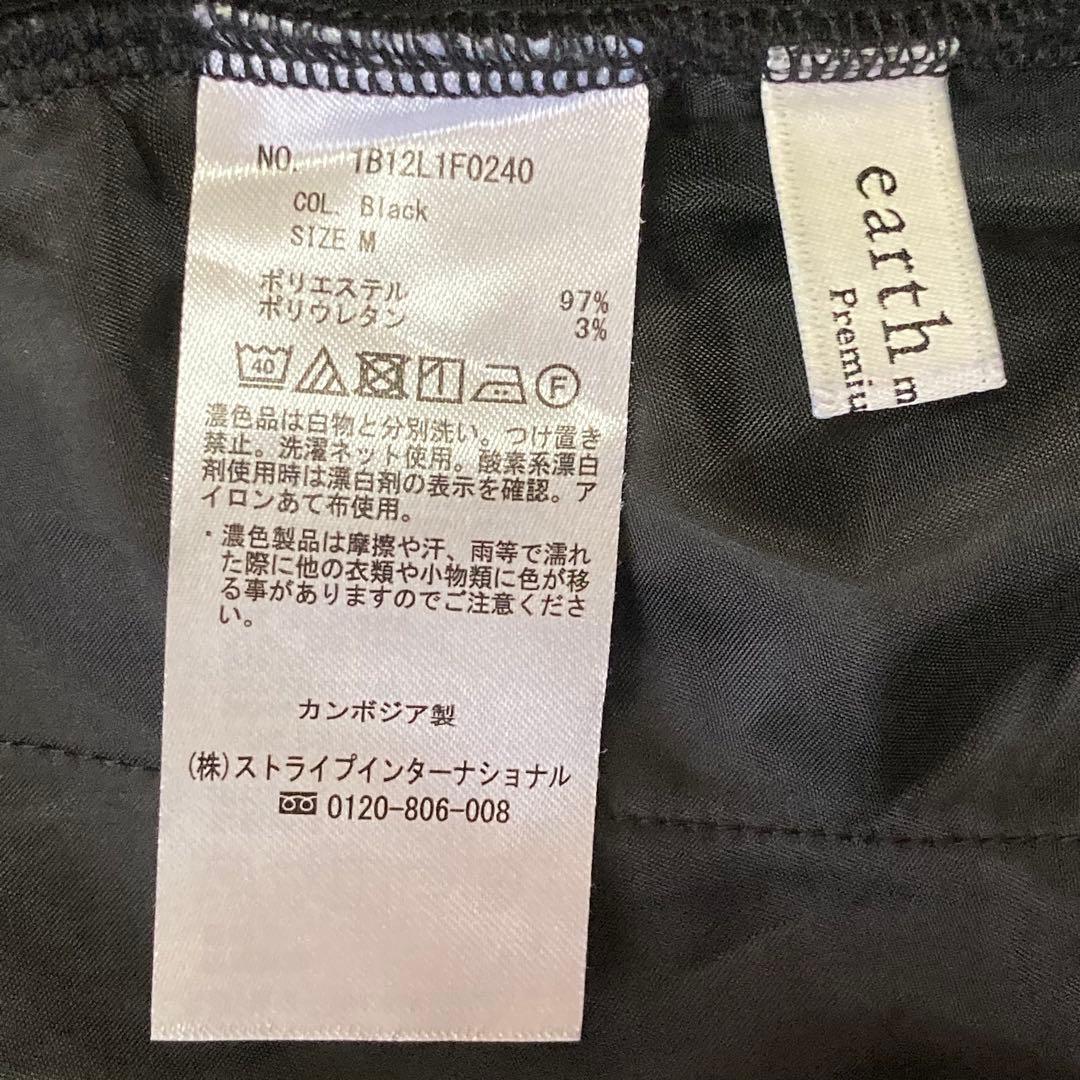 NO. 1B12L1F0240
COL. Black
SIZE M
ポリエステル 97%
ポリウレタン 3%
40
F
濃色品は白物と分別洗い。つけ置き
禁止。洗濯ネット使用。酸素系漂白
剤使用時は漂白剤の表示を確認。ア
イロンあて布使用。
・濃色製品は摩擦や汗、雨等で濡れ
た際に他の衣類や小物類に色が移
る事がありますのでご注意くださ
い。
カンボジア製
(株)ストライプインターナショナル
0120-806-008
earth m
Premiu